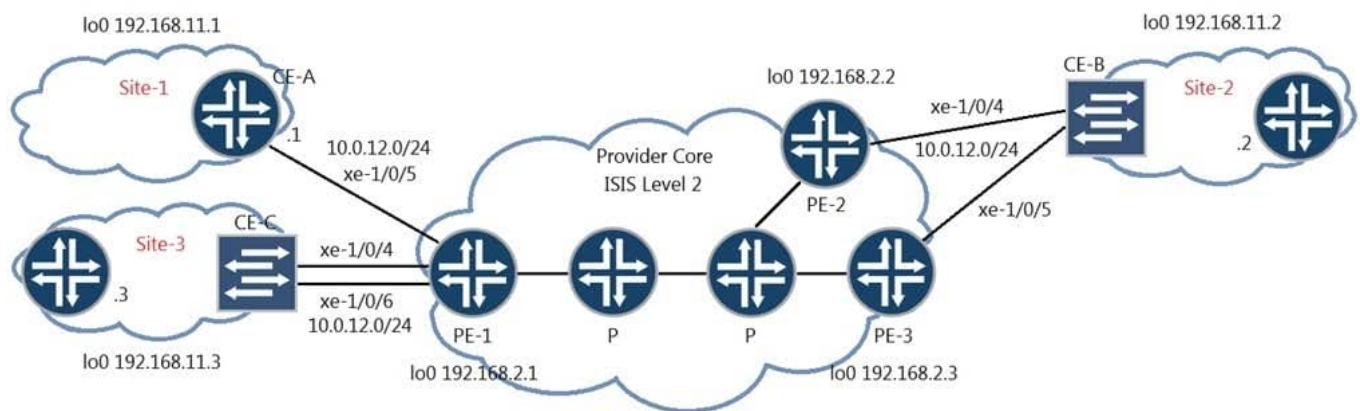 lo0 192.168.11.1
Site-1
CE-A
.1
10.0.12.0/24
xe-1/0/5
Site-3
CE-C
.3
xe-1/0/4
xe-1/0/6
10.0.12.0/24
lo0 192.168.11.3
PE-1
lo0 192.168.2.1
Provider Core
ISIS Level 2
P
P
lo0 192.168.2.2
PE-2
PE-3
lo0 192.168.2.3
xe-1/0/4
10.0.12.0/24
xe-1/0/5
CE-B
lo0 192.168.11.2
Site-2
.2